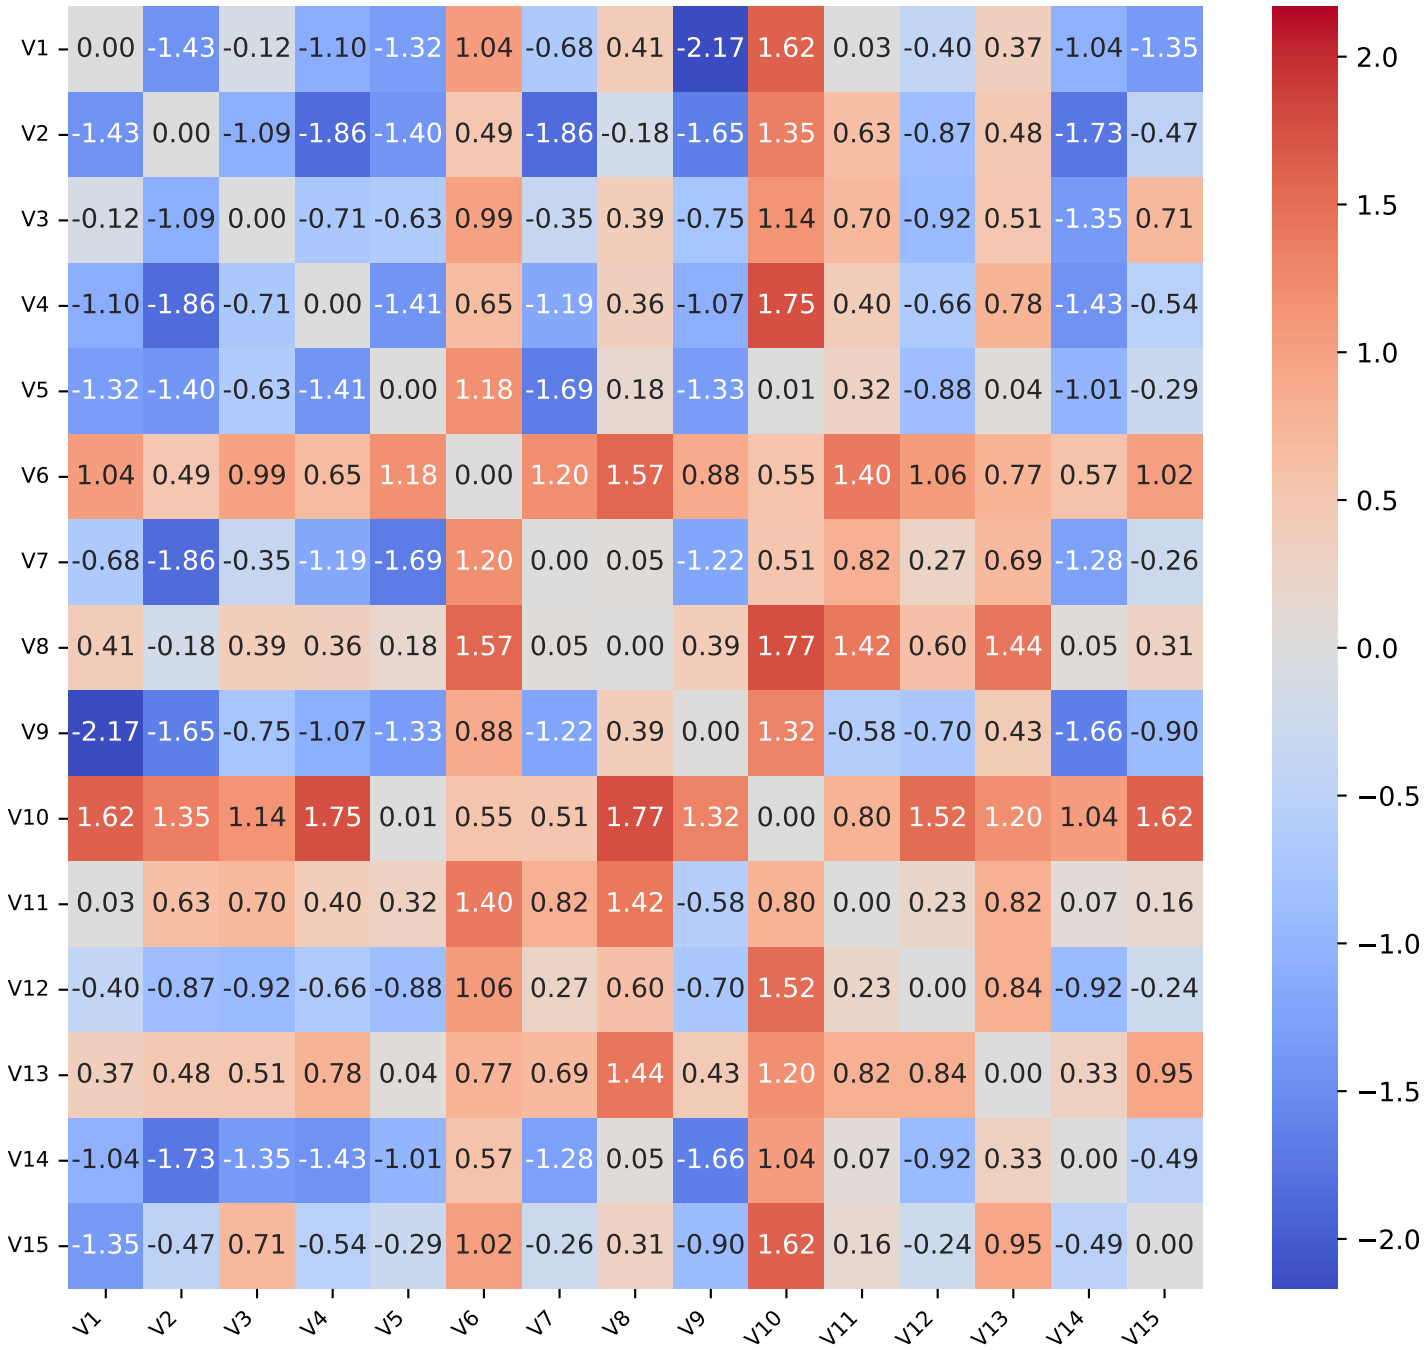 V1 0.00 -1.43 -0.12 -1.10 -1.32 1.04 -0.68 0.41 -2.17 1.62 0.03 -0.40 0.37 -1.04 -1.35
2.0
V2 -1.43 0.00 -1.09 -1.86 -1.40 0.49 -1.86 -0.18 -1.65 1.35 0.63 -0.87 0.48 -1.73 -0.47
1.5
V3 -0.12 -1.09 0.00 -0.71 -0.63 0.99 -0.35 0.39 -0.75 1.14 0.70 -0.92 0.51 -1.35 0.71
V4 -1.10 -1.86 -0.71 0.00 -1.41 0.65 -1.19 0.36 -1.07 1.75 0.40 -0.66 0.78 -1.43 -0.54
1.0
V5 -1.32 -1.40 -0.63 -1.41 0.00 1.18 -1.69 0.18 -1.33 0.01 0.32 -0.88 0.04 -1.01 -0.29
V6 1.04 0.49 0.99 0.65 1.18 0.00 1.20 1.57 0.88 0.55 1.40 1.06 0.77 0.57 1.02
0.5
V7 -0.68 -1.86 -0.35 -1.19 -1.69 1.20 0.00 0.05 -1.22 0.51 0.82 0.27 0.69 -1.28 -0.26
V8 0.41 -0.18 0.39 0.36 0.18 1.57 0.05 0.00 0.39 1.77 1.42 0.60 1.44 0.05 0.31
0.0
V9 -2.17 -1.65 -0.75 -1.07 -1.33 0.88 -1.22 0.39 0.00 1.32 -0.58 -0.70 0.43 -1.66 -0.90
−0.5
V10 1.62 1.35 1.14 1.75 0.01 0.55 0.51 1.77 1.32 0.00 0.80 1.52 1.20 1.04 1.62
V11 0.03 0.63 0.70 0.40 0.32 1.40 0.82 1.42 -0.58 0.80 0.00 0.23 0.82 0.07 0.16
−1.0
V12 -0.40 -0.87 -0.92 -0.66 -0.88 1.06 0.27 0.60 -0.70 1.52 0.23 0.00 0.84 -0.92 -0.24
V13 0.37 0.48 0.51 0.78 0.04 0.77 0.69 1.44 0.43 1.20 0.82 0.84 0.00 0.33 0.95
−1.5
V14 -1.04 -1.73 -1.35 -1.43 -1.01 0.57 -1.28 0.05 -1.66 1.04 0.07 -0.92 0.33 0.00 -0.49
V15 -1.35 -0.47 0.71 -0.54 -0.29 1.02 -0.26 0.31 -0.90 1.62 0.16 -0.24 0.95 -0.49 0.00
−2.0
V1 V2 V3 V4 V5 V6 V7 V8 V9 V10 V11 V12 V13 V14 V15